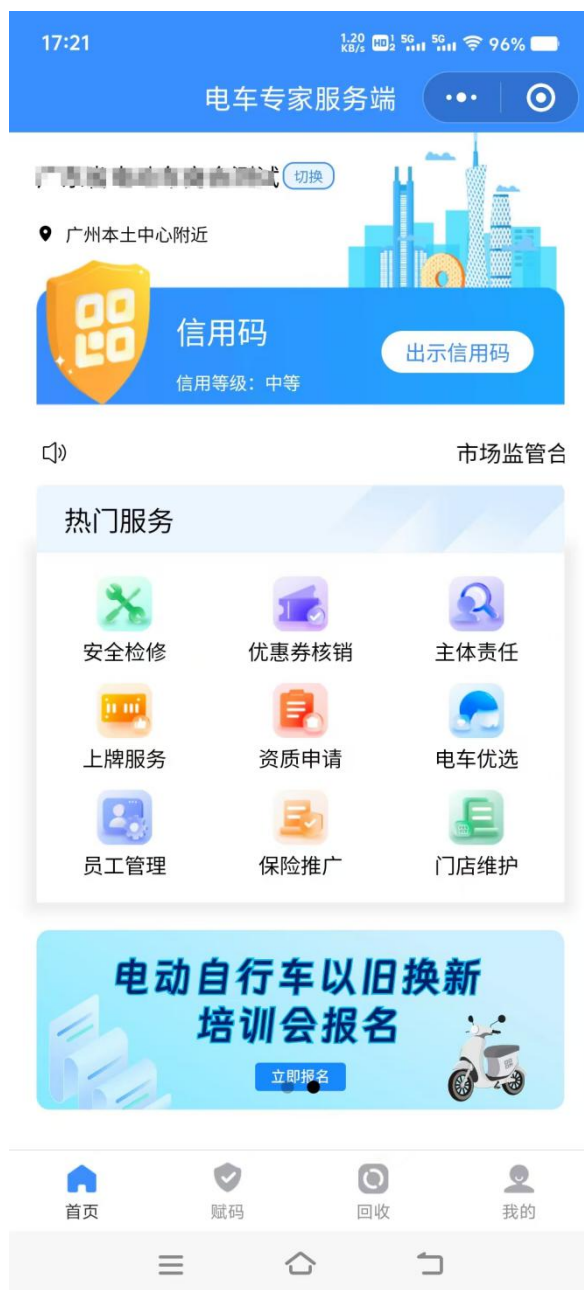 17:21
1.20 KB/s HD 1 2 5G 5G 96%
电车专家服务端
切换
广州本土中心附近
信用码
出示信用码
信用等级：中等
市场监管合
热门服务
安全检修 优惠券核销 主体责任
上牌服务 资质申请 电车优选
员工管理 保险推广 门店维护
电动自行车以旧换新
培训会报名
立即报名
首页 赋码 回收 我的